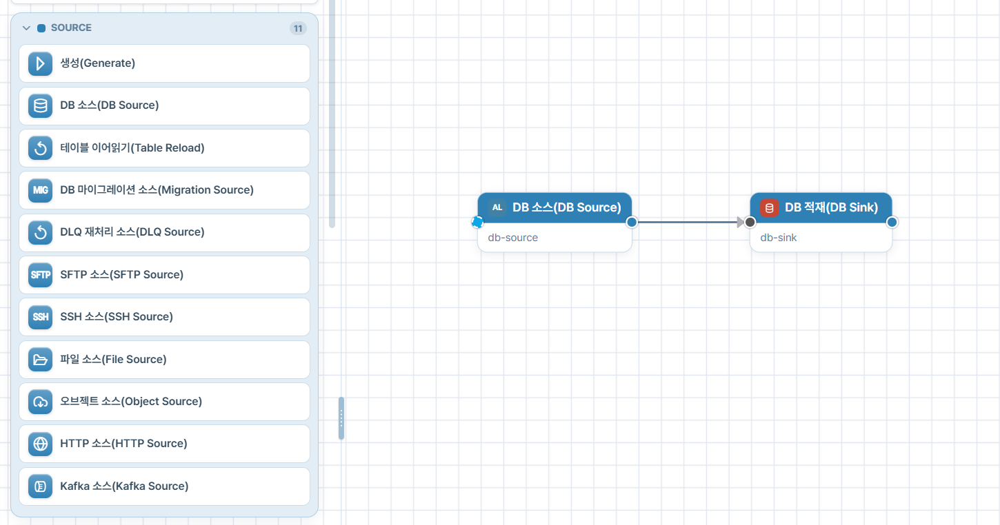 SOURCE 11
생성(Generate)
DB 소스(DB Source)
테이블 이어읽기(Table Reload)
MIG DB 마이그레이션 소스(Migration Source)
DLQ 재처리 소스(DLQ Source)
SFTP SFTP 소스(SFTP Source)
SSH SSH 소스(SSH Source)
파일 소스(File Source)
오브젝트 소스(Object Source)
HTTP 소스(HTTP Source)
Kafka 소스(Kafka Source)
AL DB 소스(DB Source)
db-source
DB 적재(DB Sink)
db-sink